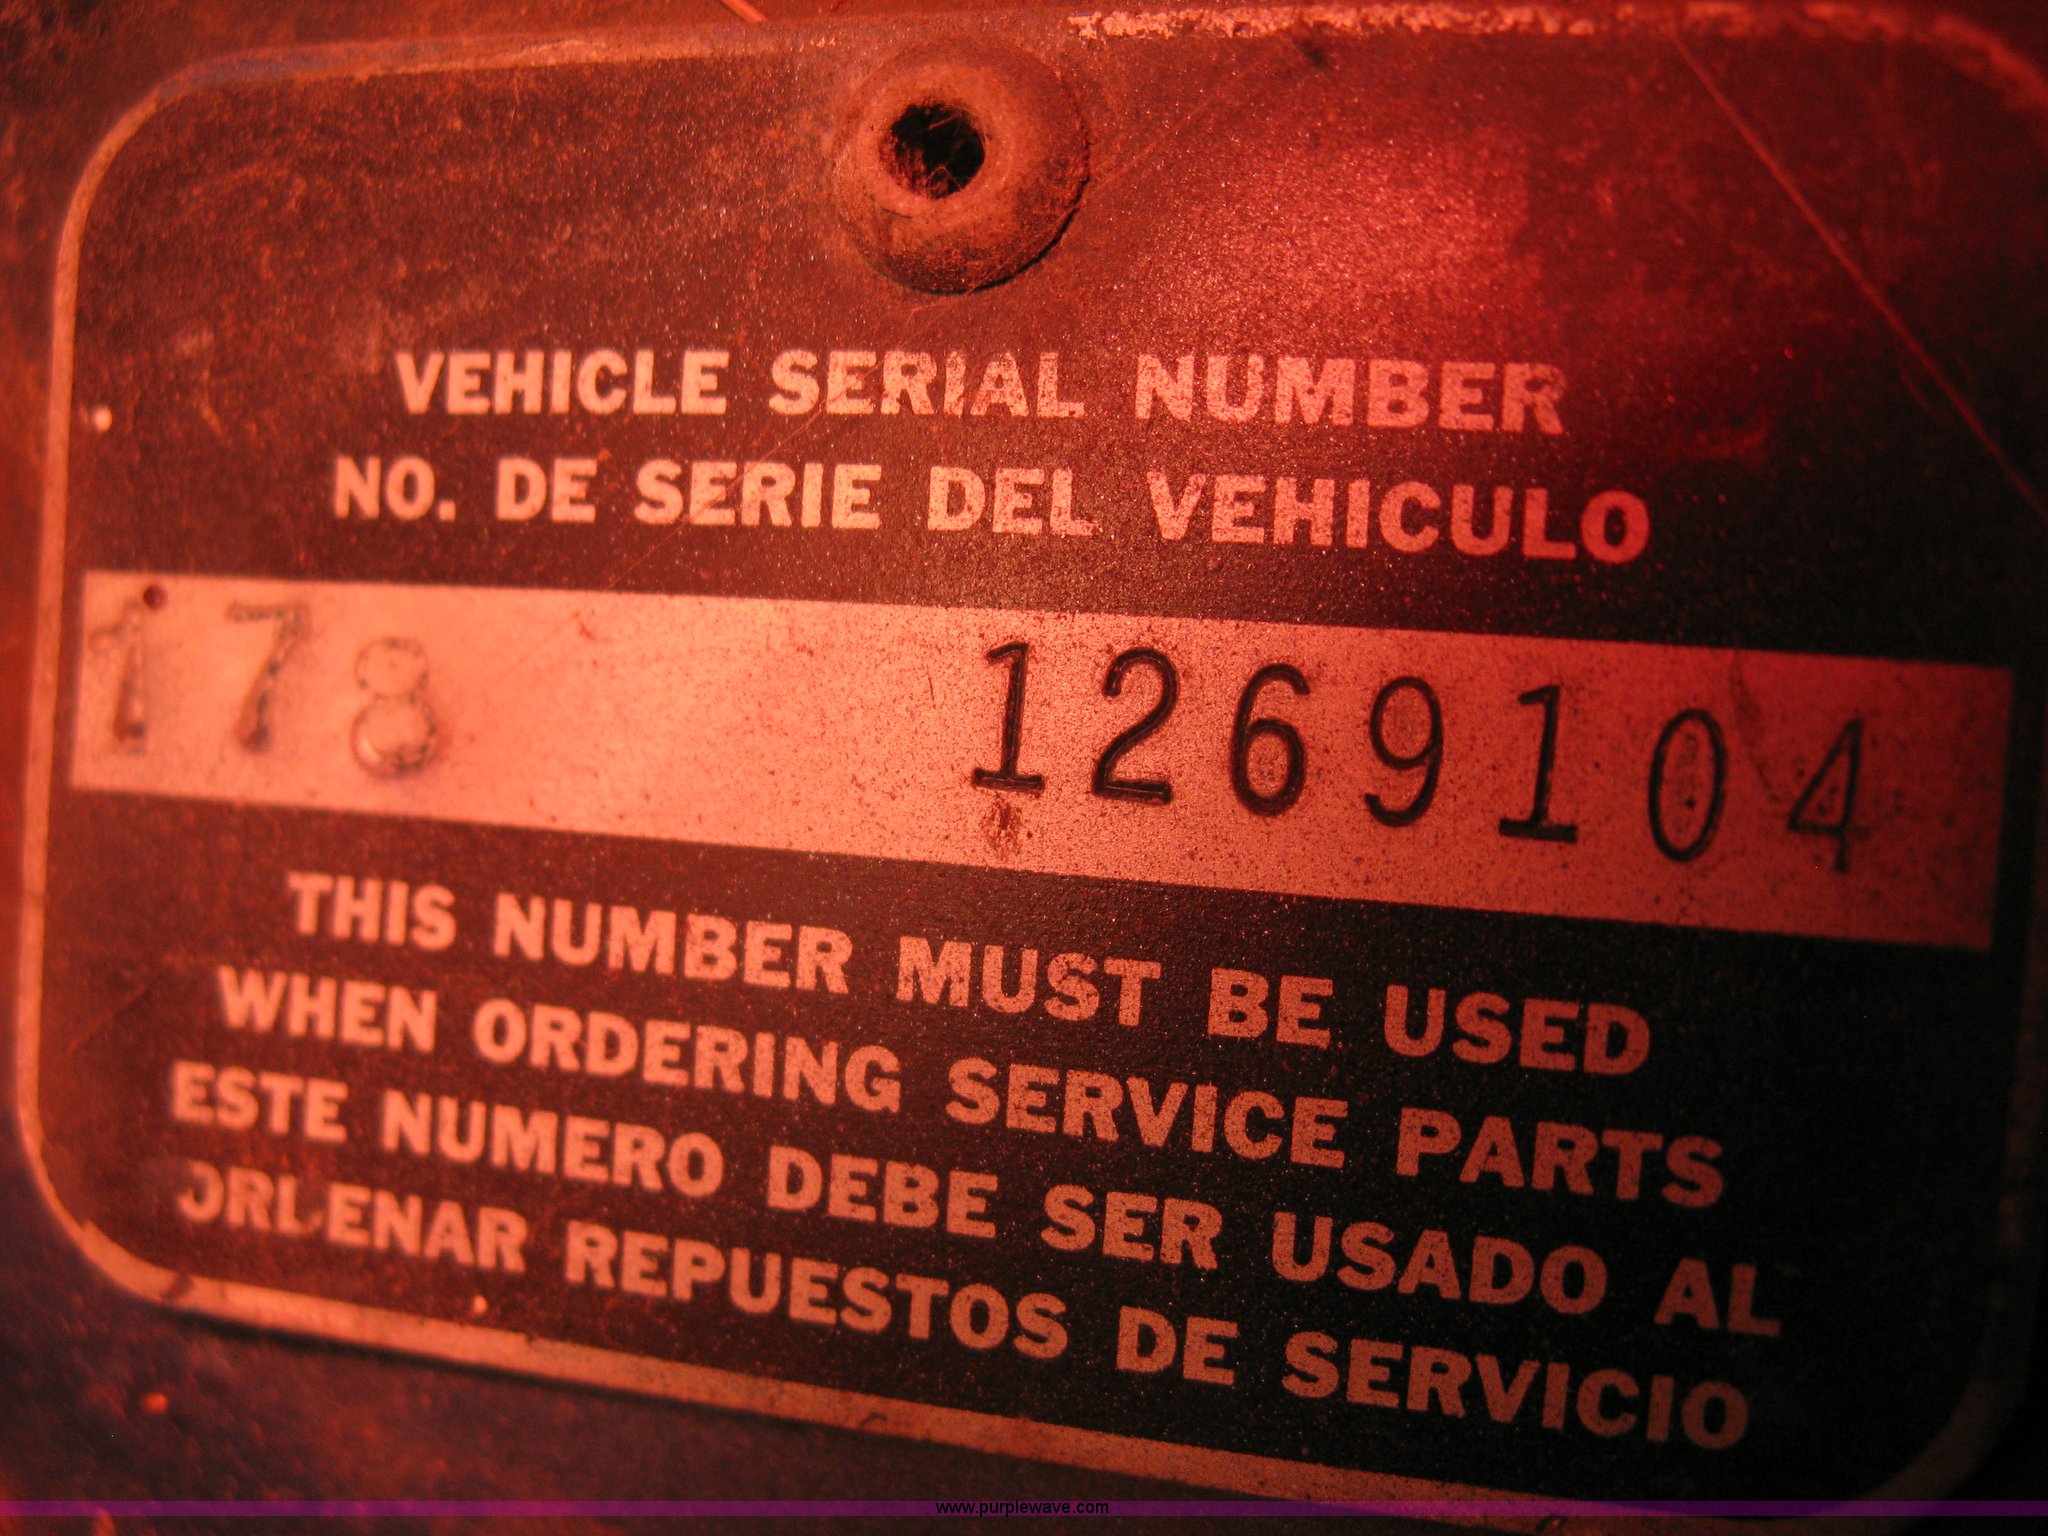 VEHICLE SERIAL NUMBER
NO. DE SERIE DEL VEHICULO
178 1269104
THIS NUMBER MUST BE USED
WHEN ORDERING SERVICE PARTS
ESTE NUMERO DEBE SER USADO AL
ORDENAR REPUESTOS DE SERVICIO
www.purplewave.com